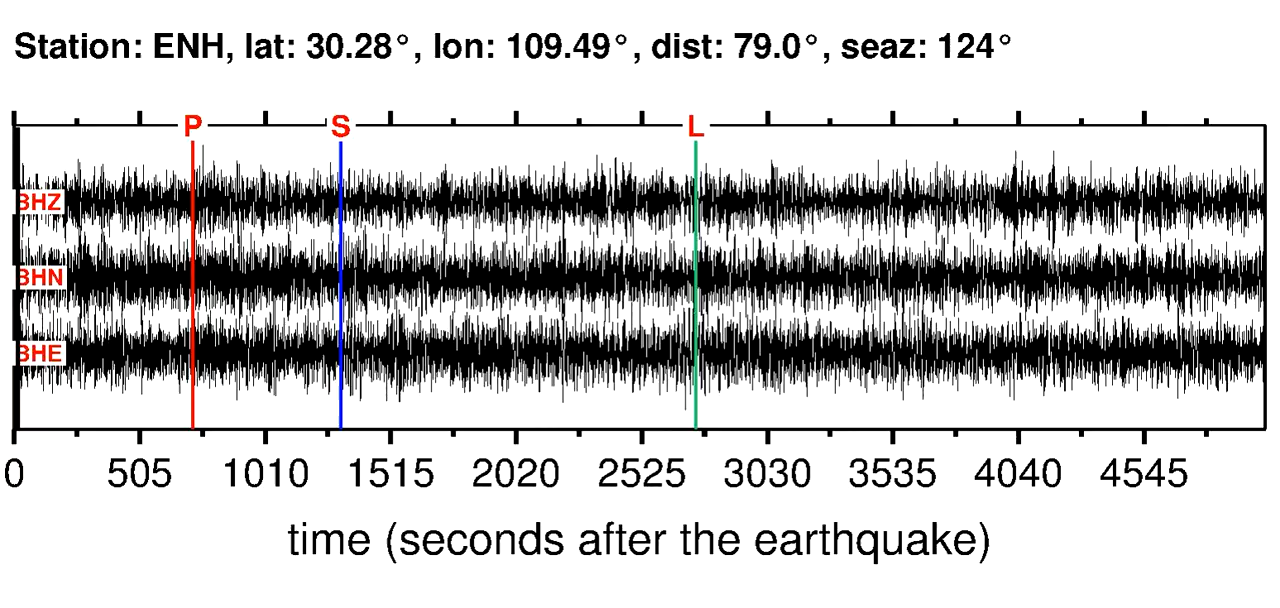 Station: ENH, lat: 30.28°, lon: 109.49°, dist: 79.0°, seaz: 124°
P S L
BHZ
BHN
BHE
0 505 1010 1515 2020 2525 3030 3535 4040 4545
time (seconds after the earthquake)